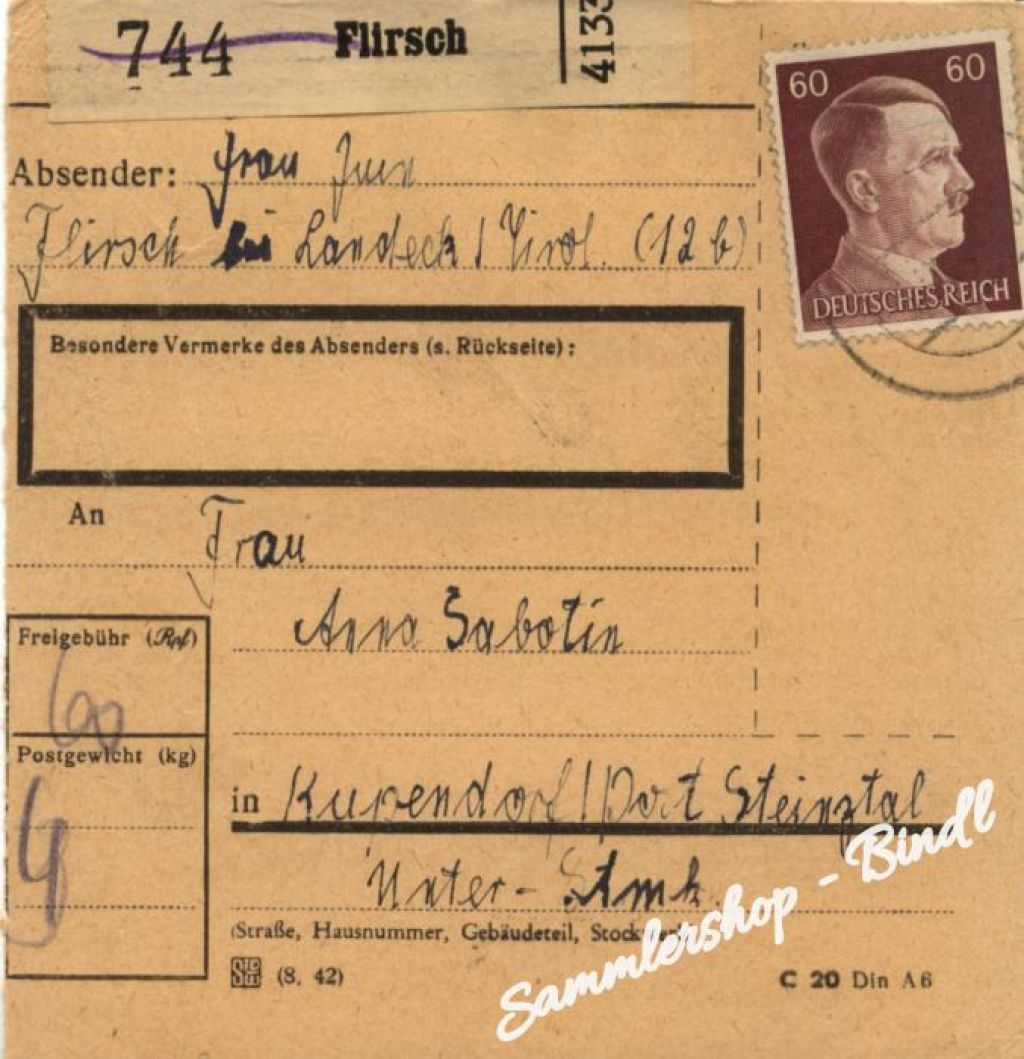 744 Flirsch
4133
60 60
DEUTSCHES REICH
Absender: Frau
Flirsch bei Landeck / Tirol. (12 b)
Besondere Vermerke des Absenders (s. Rückseite):
An
Frau
Anna Sabotin
Freigebühr (Rpf)
60
Postgewicht (kg)
4
in Kupendorf / Post Steinztal
Unter-Stmk.
(Straße, Hausnummer, Gebäudeteil,
(8. 42)
C 20 Din A6
Sammlershop - Bindl